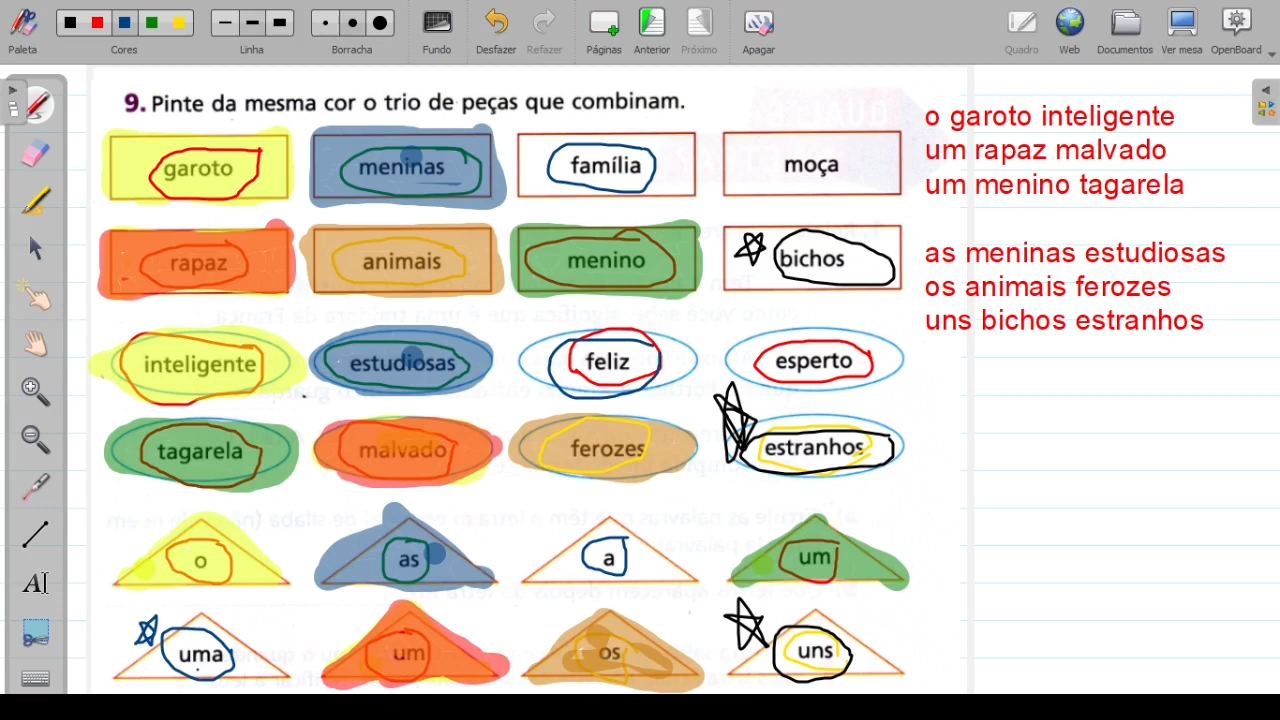 Paleta Cores Linha Borracha Fundo Desfazer Refazer Páginas Anterior Próximo Apagar Quadro Web Documentos Ver mesa OpenBoard
9. Pinte da mesma cor o trio de peças que combinam.
garoto meninas família moça
rapaz animais menino bichos
inteligente estudiosas feliz esperto
tagarela malvado ferozes estranhos
o as a um
uma um os uns
o garoto inteligente
um rapaz malvado
um menino tagarela
as meninas estudiosas
os animais ferozes
uns bichos estranhos